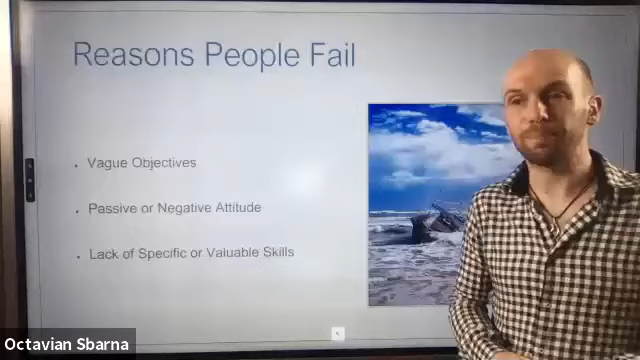 Reasons People Fail
. Vague Objectives
. Passive or Negative Attitude
. Lack of Specific or Valuable Skills
Octavian Sbarna